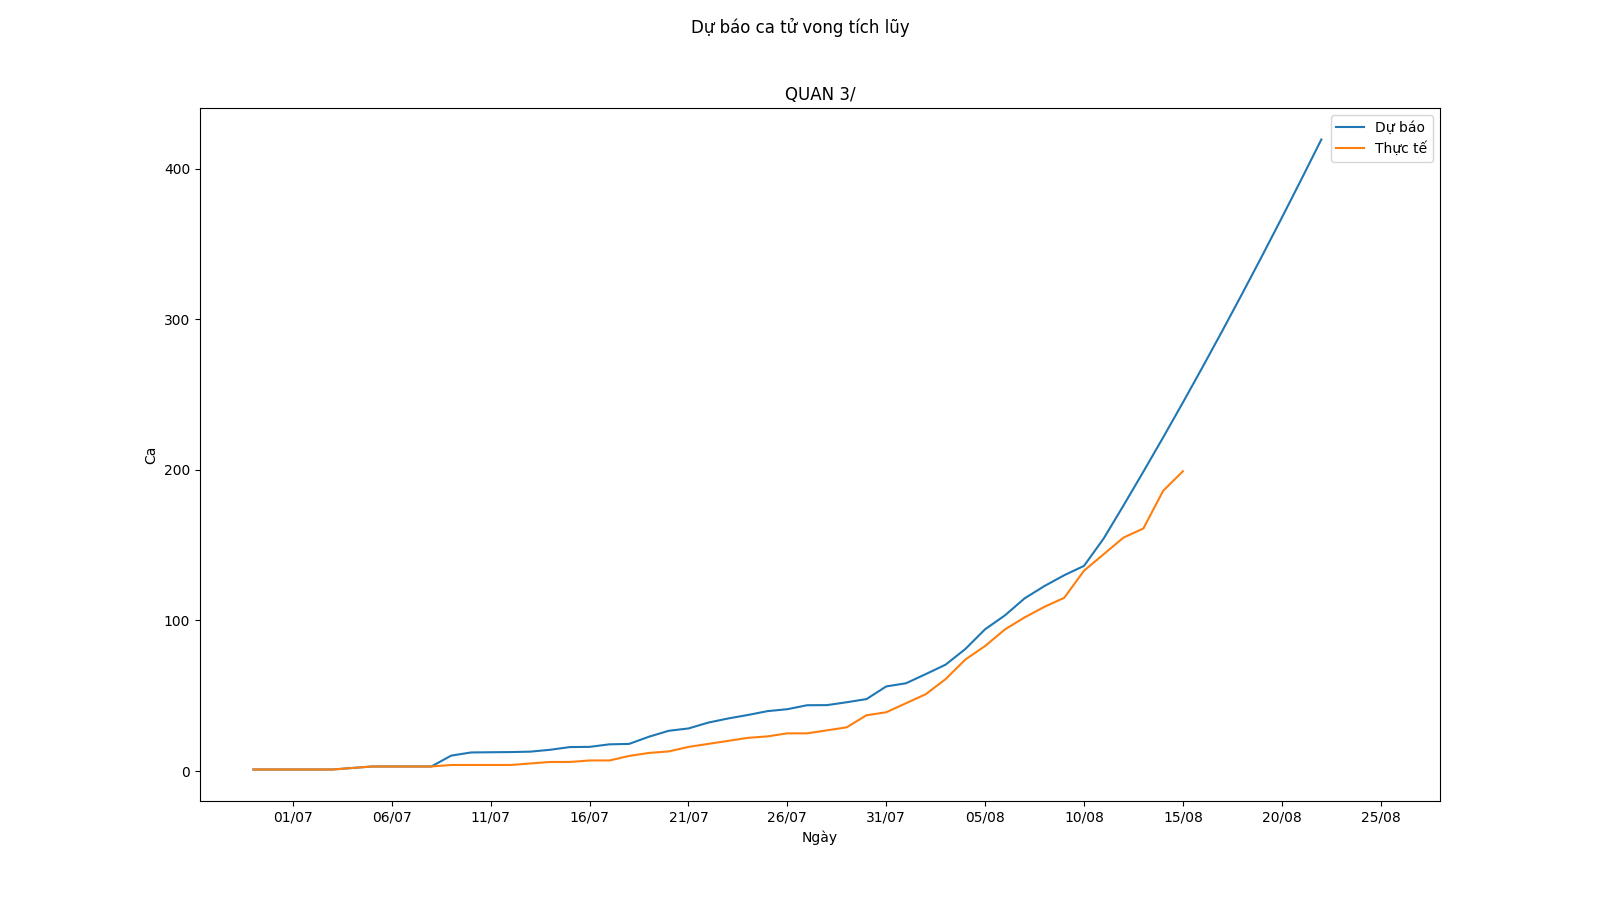 Dự báo ca tử vong tích lũy
QUAN 3/
Dự báo
Thực tế
400
300
200
100
0
Ca
01/07 06/07 11/07 16/07 21/07 26/07 31/07 05/08 10/08 15/08 20/08 25/08
Ngày